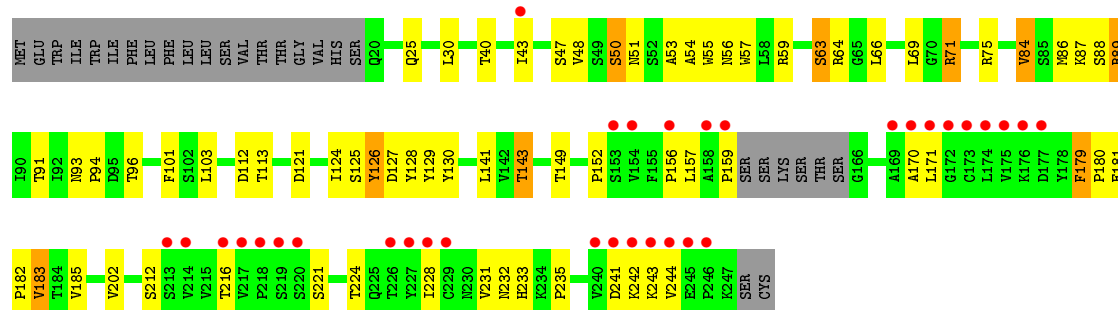 MET GLU TRP ILE TRP ILE PHE LEU PHE LEU LEU SER VAL THR THR GLY VAL HIS SER Q20 Q25 L30 T40 I43 S47 V48 S49 S50 N51 S52 A53 A54 W55 N56 W57 L58 R59 S63 R64 G65 L66 L69 G70 R71 R75 V84 S85 M86 K87 S88 R89
I90 T91 I92 N93 P94 D95 T96 F101 S102 L103 D112 T113 D121 I124 S125 Y126 D127 Y128 Y129 Y130 L141 V142 T143 T149 P152 S153 V154 F155 P156 L157 A158 P159 SER SER LYS SER THR SER G166 A169 A170 L171 G172 C173 L174 V175 K176 D177 Y178 F179 P180 E181
P182 V183 T184 V185 V202 S212 S213 V214 V215 T216 V217 P218 S219 S220 S221 T224 Q225 T226 Y227 I228 C229 N230 V231 N232 H233 K234 P235 V240 D241 K242 K243 V244 E245 P246 K247 SER CYS